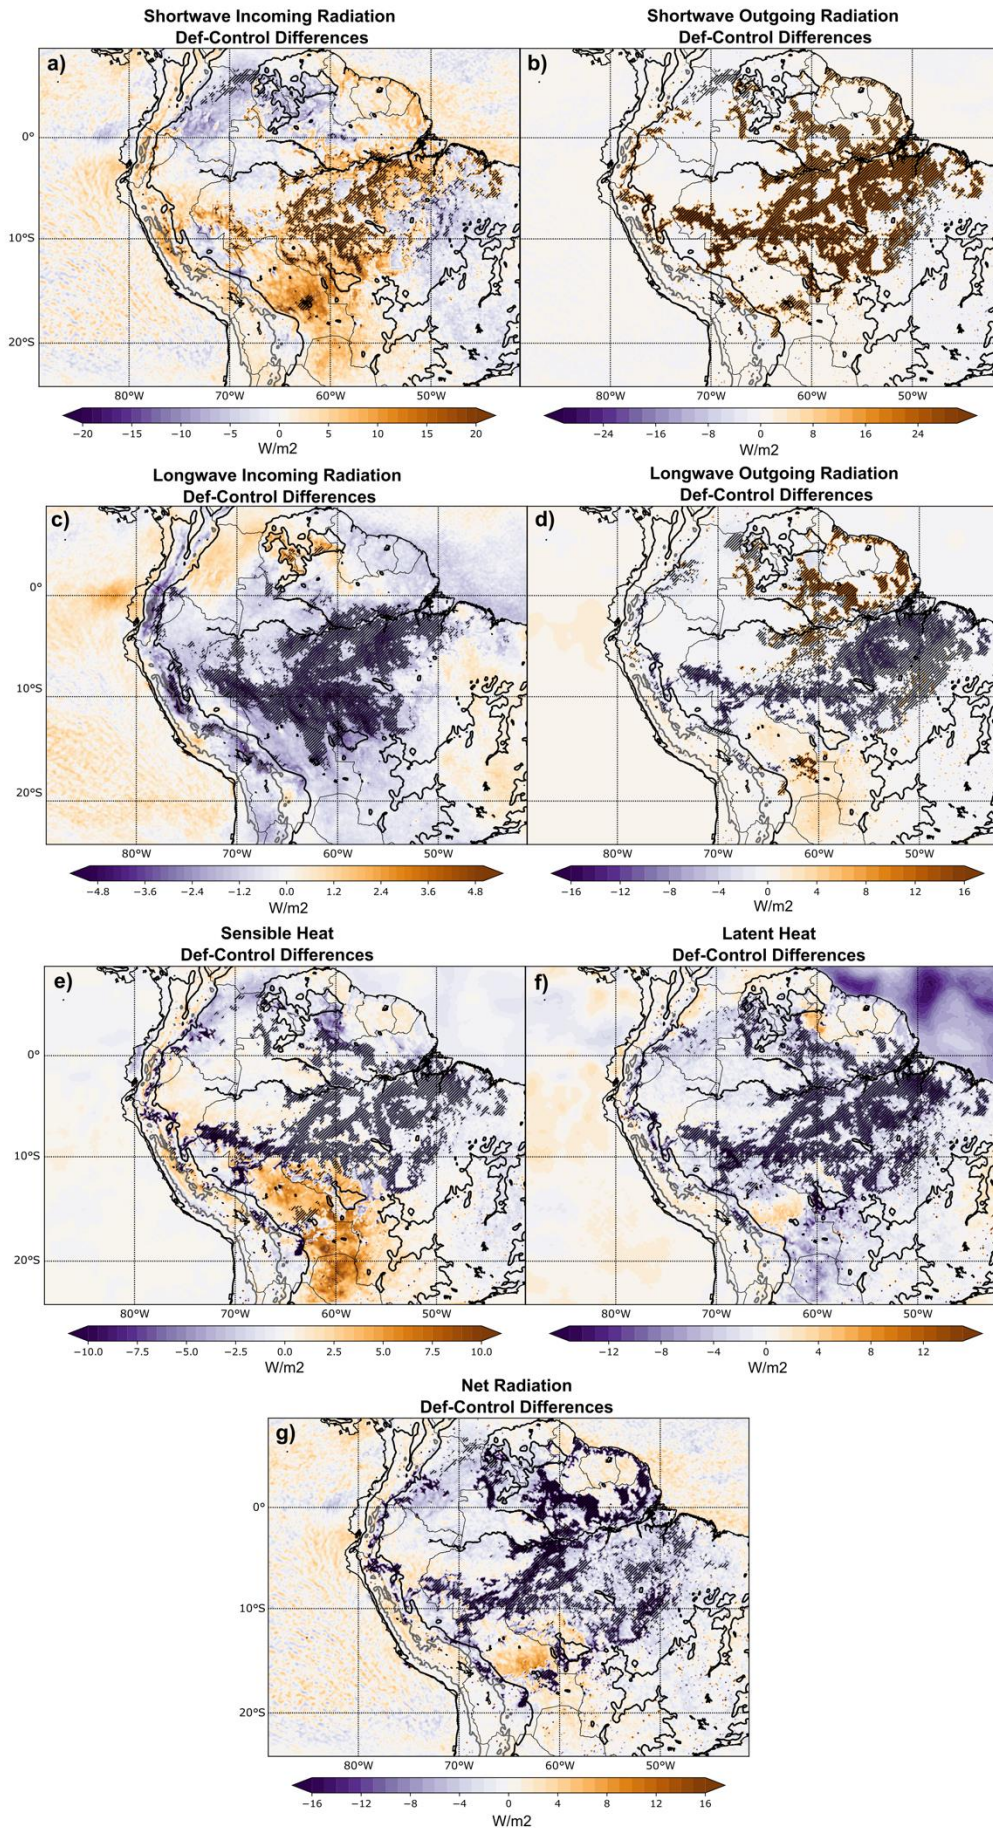 Shortwave Incoming Radiation
Def-Control Differences
a)
0°
10°S
20°S
80°W 70°W 60°W 50°W
−20 −15 −10 −5 0 5 10 15 20
W/m2
Shortwave Outgoing Radiation
Def-Control Differences
b)
80°W 70°W 60°W 50°W
−24 −16 −8 0 8 16 24
W/m2
Longwave Incoming Radiation
Def-Control Differences
c)
0°
10°S
20°S
80°W 70°W 60°W 50°W
−4.8 −3.6 −2.4 −1.2 0.0 1.2 2.4 3.6 4.8
W/m2
Longwave Outgoing Radiation
Def-Control Differences
d)
0°
10°S
20°S
80°W 70°W 60°W 50°W
−16 −12 −8 −4 0 4 8 12 16
W/m2
Sensible Heat
Def-Control Differences
e)
0°
10°S
20°S
80°W 70°W 60°W 50°W
−10.0 −7.5 −5.0 −2.5 0.0 2.5 5.0 7.5 10.0
W/m2
Latent Heat
Def-Control Differences
f)
0°
10°S
20°S
80°W 70°W 60°W 50°W
−12 −8 −4 0 4 8 12
W/m2
Net Radiation
Def-Control Differences
g)
0°
10°S
20°S
80°W 70°W 60°W 50°W
−16 −12 −8 −4 0 4 8 12 16
W/m2